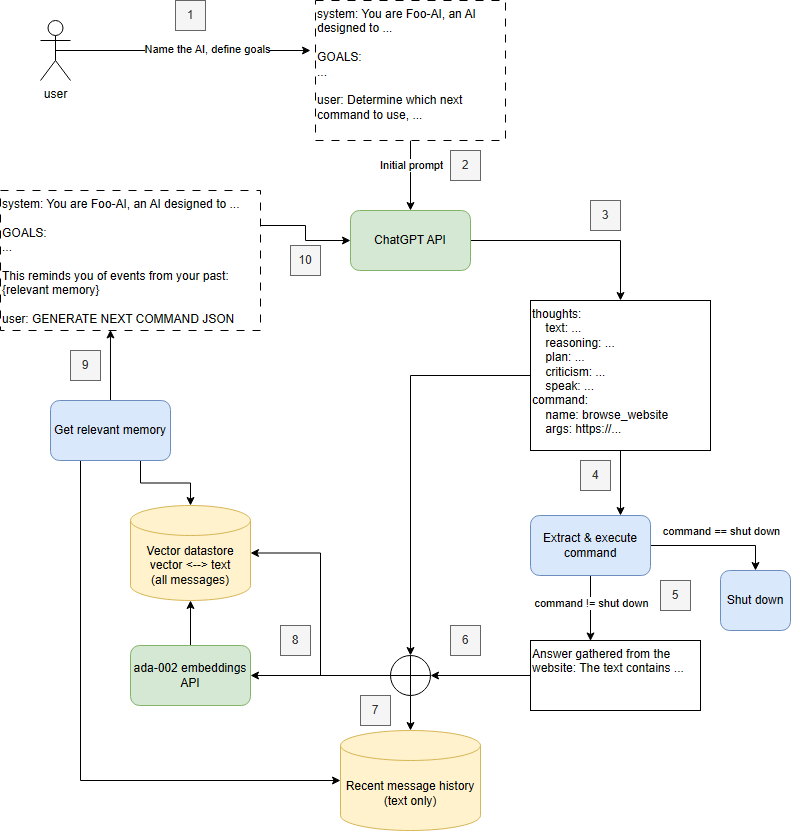 1
user
Name the AI, define goals
system: You are Foo-AI, an AI
designed to ...
GOALS:
...
user: Determine which next
command to use, ...
Initial prompt
2
ChatGPT API
3
system: You are Foo-AI, an AI designed to ...
GOALS:
...
This reminds you of events from your past:
{relevant memory}
user: GENERATE NEXT COMMAND JSON
10
thoughts:
text: ...
reasoning: ...
plan: ...
criticism: ...
speak: ...
command:
name: browse_website
args: https://...
9
Get relevant memory
4
Extract & execute
command
command == shut down
Shut down
command != shut down
5
Vector datastore
vector <--> text
(all messages)
8
6
Answer gathered from the
website: The text contains ...
ada-002 embeddings
API
7
Recent message history
(text only)